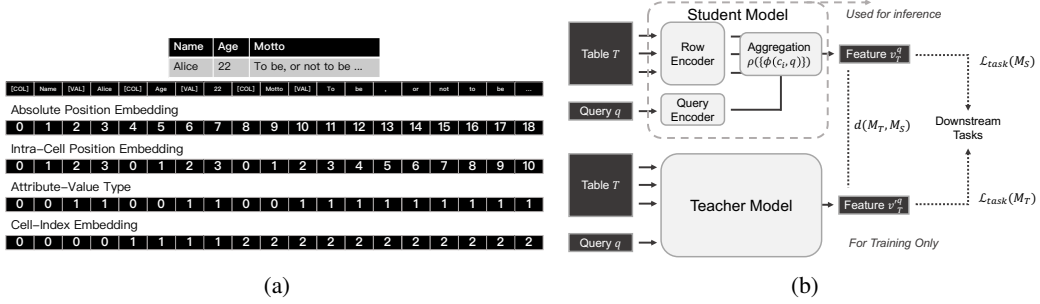 Name Age Motto
Alice 22 To be, or not to be ...
[COL] Name [VAL] Alice [COL] Age [VAL] 22 [COL] Motto [VAL] To be , or not to be ...
Absolute Position Embedding
0 1 2 3 4 5 6 7 8 9 10 11 12 13 14 15 16 17 18
Intra-Cell Position Embedding
0 1 2 3 0 1 2 3 0 1 2 3 4 5 6 7 8 9 10
Attribute-Value Type
0 0 1 1 0 0 1 1 0 0 1 1 1 1 1 1 1 1 1
Cell-Index Embedding
0 0 0 0 1 1 1 1 2 2 2 2 2 2 2 2 2 2 2
(a)
Student Model
Used for inference
Table T
Row
Encoder
Aggregation
ρ({ϕ(c_i, q)})
Feature v_T^q
ℒ_task(M_S)
Query q
Query
Encoder
d(M_T, M_S)
Downstream
Tasks
Table T
Teacher Model
Feature v'_T^q
ℒ_task(M_T)
Query q
For Training Only
(b)